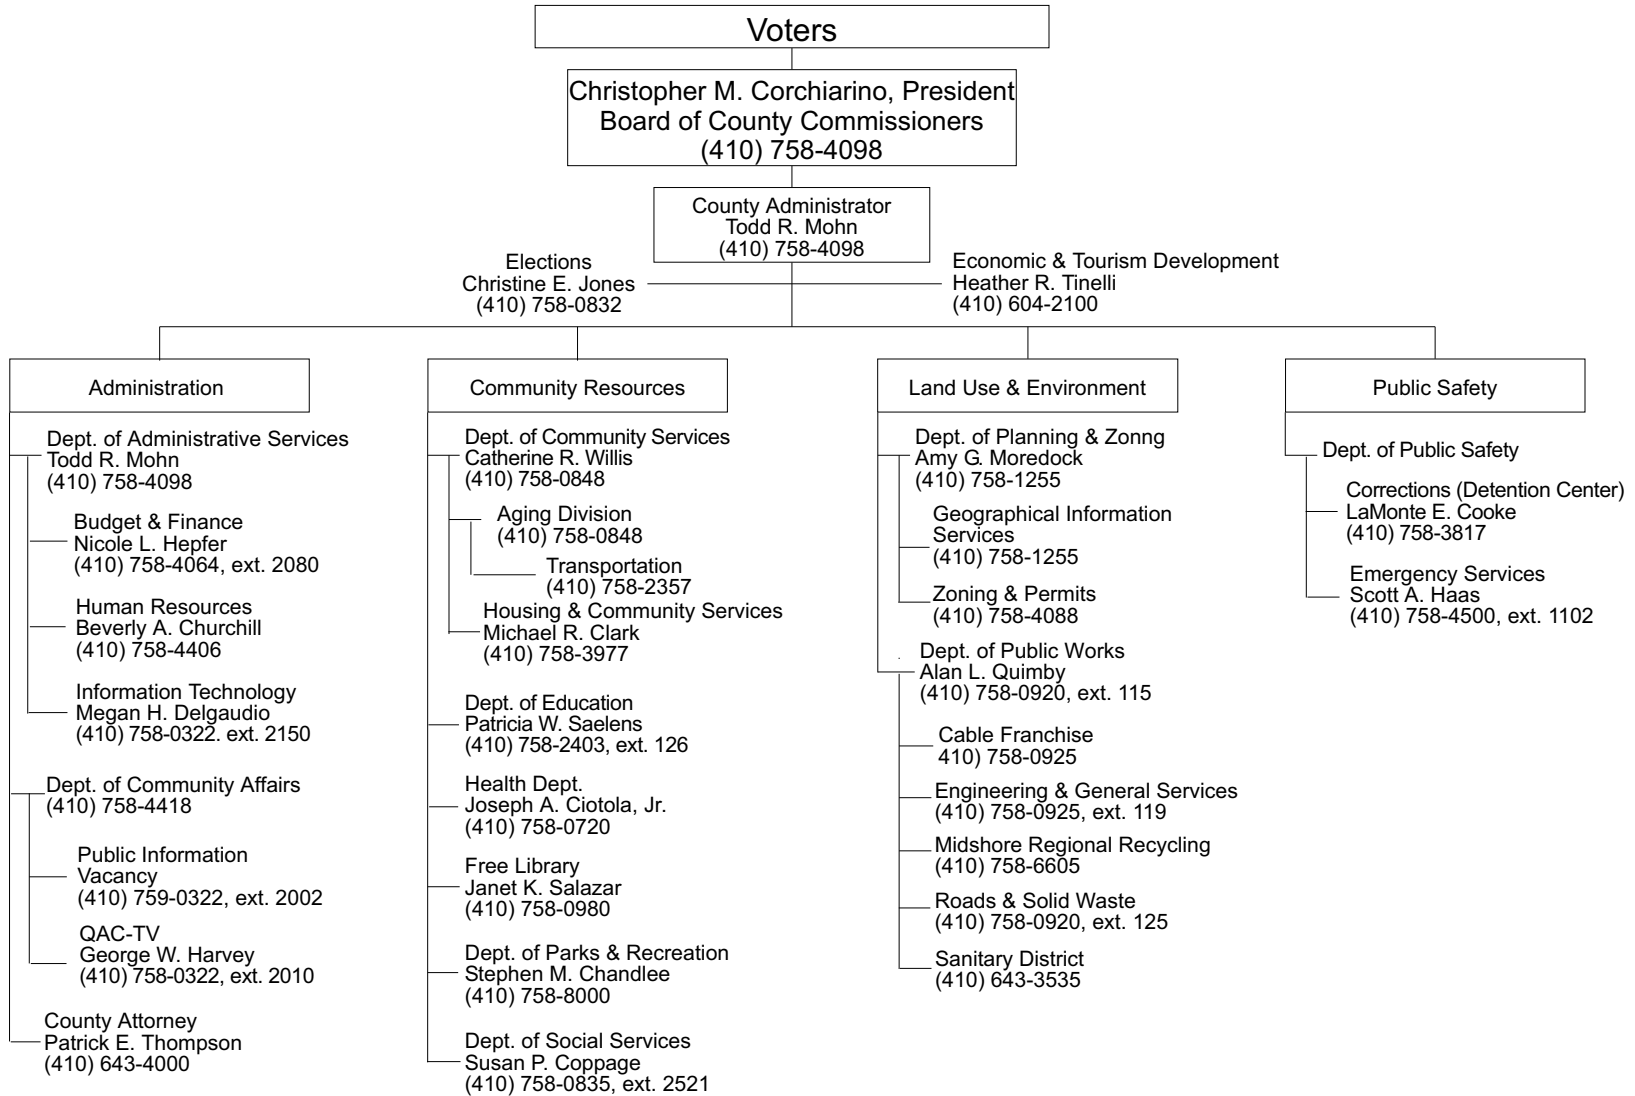 Voters
Christopher M. Corchiarino, President
Board of County Commissioners
(410) 758-4098
County Administrator
Todd R. Mohn
(410) 758-4098
Elections
Christine E. Jones
(410) 758-0832
Economic & Tourism Development
Heather R. Tinelli
(410) 604-2100
Administration
Dept. of Administrative Services
Todd R. Mohn
(410) 758-4098
Budget & Finance
Nicole L. Hepfer
(410) 758-4064, ext. 2080
Human Resources
Beverly A. Churchill
(410) 758-4406
Information Technology
Megan H. Delgaudio
(410) 758-0322. ext. 2150
Dept. of Community Affairs
(410) 758-4418
Public Information
Vacancy
(410) 759-0322, ext. 2002
QAC-TV
George W. Harvey
(410) 758-0322, ext. 2010
County Attorney
Patrick E. Thompson
(410) 643-4000
Community Resources
Dept. of Community Services
Catherine R. Willis
(410) 758-0848
Aging Division
(410) 758-0848
Transportation
(410) 758-2357
Housing & Community Services
Michael R. Clark
(410) 758-3977
Dept. of Education
Patricia W. Saelens
(410) 758-2403, ext. 126
Health Dept.
Joseph A. Ciotola, Jr.
(410) 758-0720
Free Library
Janet K. Salazar
(410) 758-0980
Dept. of Parks & Recreation
Stephen M. Chandlee
(410) 758-8000
Dept. of Social Services
Susan P. Coppage
(410) 758-0835, ext. 2521
Land Use & Environment
Dept. of Planning & Zonng
Amy G. Moredock
(410) 758-1255
Geographical Information
Services
(410) 758-1255
Zoning & Permits
(410) 758-4088
Dept. of Public Works
Alan L. Quimby
(410) 758-0920, ext. 115
Cable Franchise
410) 758-0925
Engineering & General Services
(410) 758-0925, ext. 119
Midshore Regional Recycling
(410) 758-6605
Roads & Solid Waste
(410) 758-0920, ext. 125
Sanitary District
(410) 643-3535
Public Safety
Dept. of Public Safety
Corrections (Detention Center)
LaMonte E. Cooke
(410) 758-3817
Emergency Services
Scott A. Haas
(410) 758-4500, ext. 1102